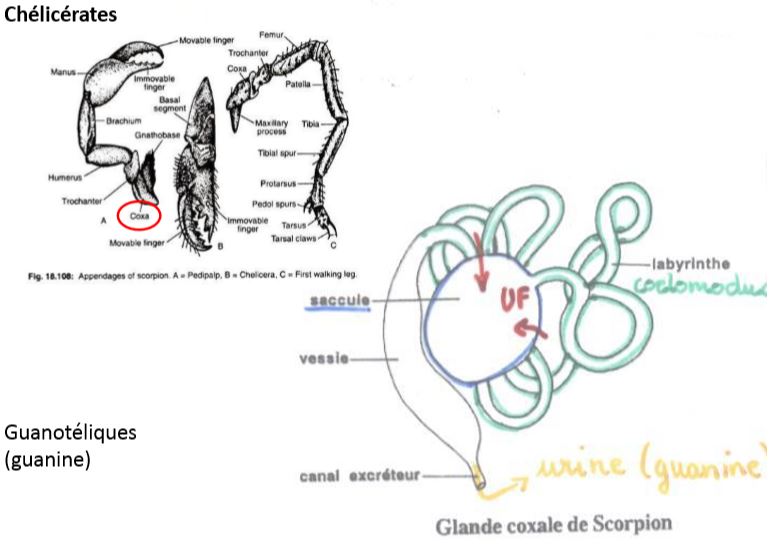 Chélicérates
Movable finger
Manus
Immovable
finger
Basal
segment
Brachium
Gnathobase
Humerus
Trochanter
A
Coxa
Movable finger
Immovable
finger
B
Femur
Trochanter
Coxa
Patella
Maxillary
process
Tibia
Tibial spur
Protarsus
Pedol spurs
Tarsus
Tarsal claws
C
Fig. 18.108: Appendages of scorpion. A = Pedipalp, B = Chelicera, C = First walking leg.
labyrinthe
coelomodu
saccule
UF
vessie
Guanotéliques
(guanine)
canal excréteur
urine (guanine)
Glande coxale de Scorpion